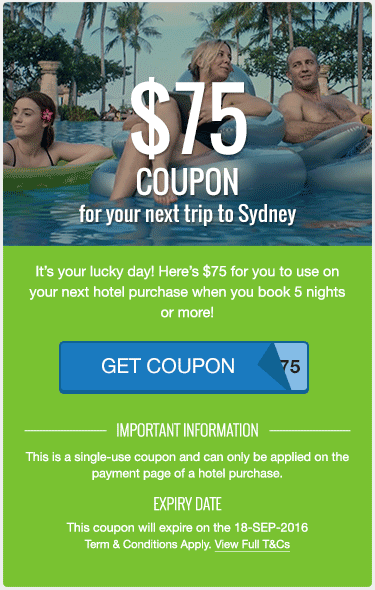 $75
COUPON
for your next trip to Sydney
It's your lucky day! Here's $75 for you to use on
your next hotel purchase when you book 5 nights
or more!
GET COUPON 75
IMPORTANT INFORMATION
This is a single-use coupon and can only be applied on the
payment page of a hotel purchase.
EXPIRY DATE
This coupon will expire on the 18-SEP-2016
Term & Conditions Apply. View Full T&Cs